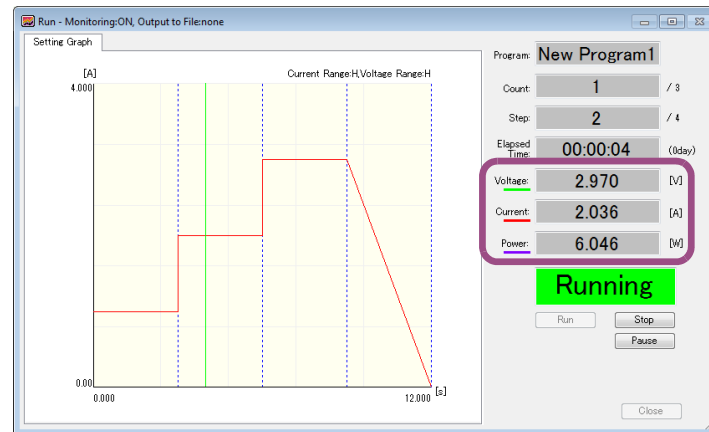 Run - Monitoring:ON, Output to File:none
Setting Graph
[A]
Current Range:H,Voltage Range:H
4.000
0.00
0.000
12.000
[s]
Program: New Program1
Count: 1 / 3
Step: 2 / 4
Elapsed Time: 00:00:04 (0day)
Voltage: 2.970 [V]
Current: 2.036 [A]
Power: 6.046 [W]
Running
Run Stop
Pause
Close